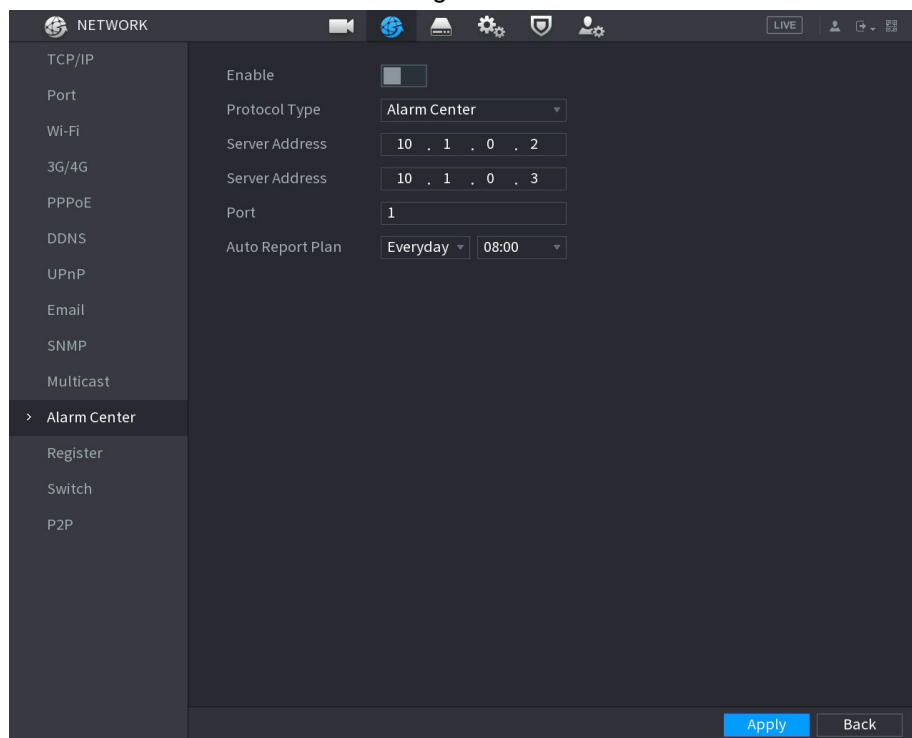 NETWORK LIVE
TCP/IP
Port
Wi-Fi
3G/4G
PPPoE
DDNS
UPnP
Email
SNMP
Multicast
Alarm Center
Register
Switch
P2P
Enable
Protocol Type Alarm Center
Server Address 10 . 1 . 0 . 2
Server Address 10 . 1 . 0 . 3
Port 1
Auto Report Plan Everyday 08:00
Apply Back